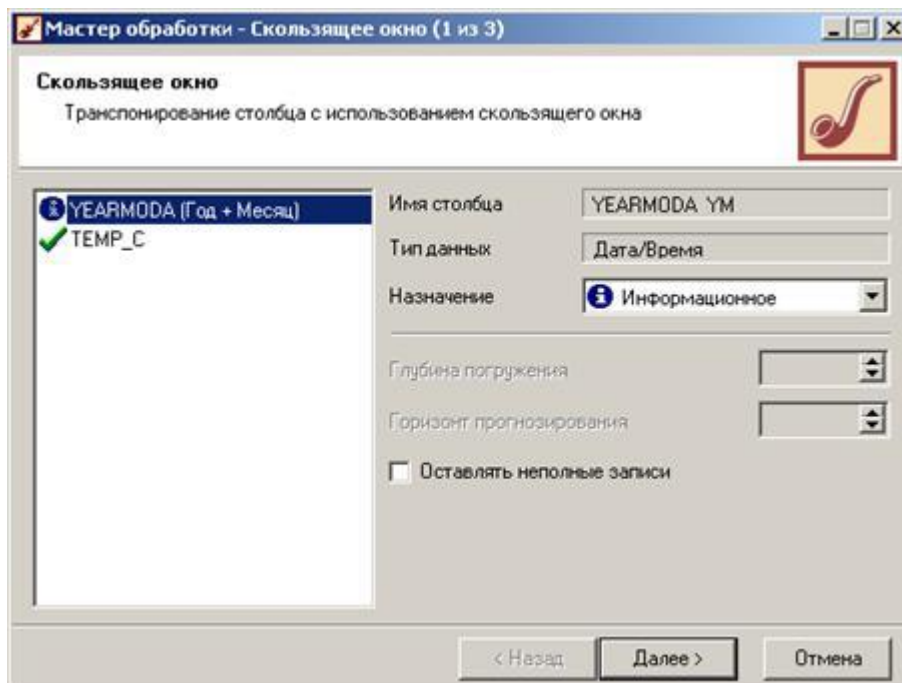 Мастер обработки - Скользящее окно (1 из 3)
Скользящее окно
Транспонирование столбца с использованием скользящего окна
YEARMODA (Год + Месяц)
TEMP_C
Имя столбца
YEARMODA YM
Тип данных
Дата/Время
Назначение
Информационное
Глубина погружения
Горизонт прогнозирования
Оставлять неполные записи
< Назад
Далее >
Отмена